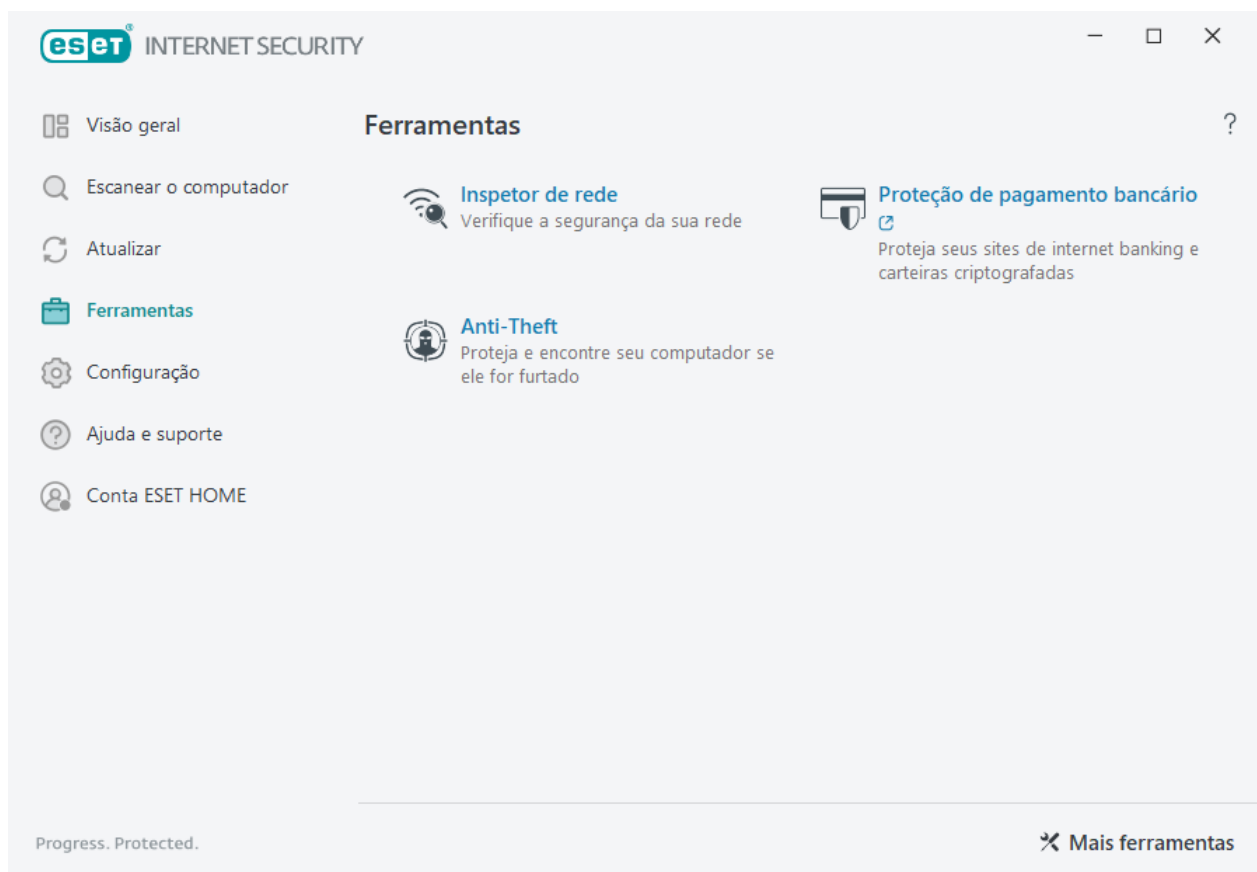 eset® INTERNET SECURITY
Visão geral
Escanear o computador
Atualizar
Ferramentas
Configuração
Ajuda e suporte
Conta ESET HOME
Ferramentas
?
Inspetor de rede
Verifique a segurança da sua rede
Proteção de pagamento bancário
Proteja seus sites de internet banking e
carteiras criptografadas
Anti-Theft
Proteja e encontre seu computador se
ele for furtado
Progress. Protected.
Mais ferramentas